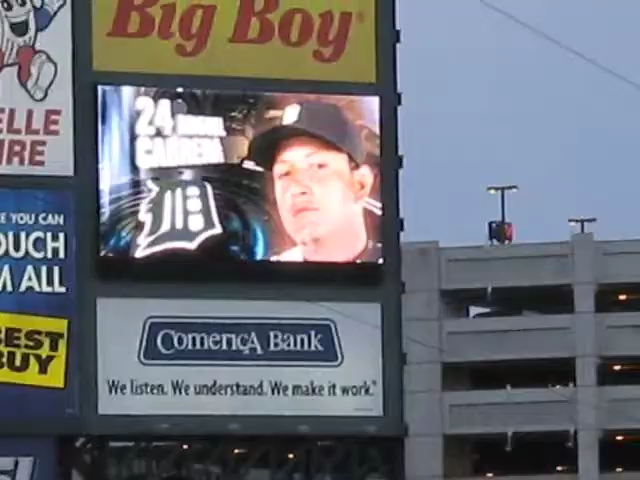 Big Boy
ELLE
IRE
24
CABRERA
D
E YOU CAN
OUCH
M ALL
BEST
BUY
ComericA Bank
We listen. We understand. We make it work.